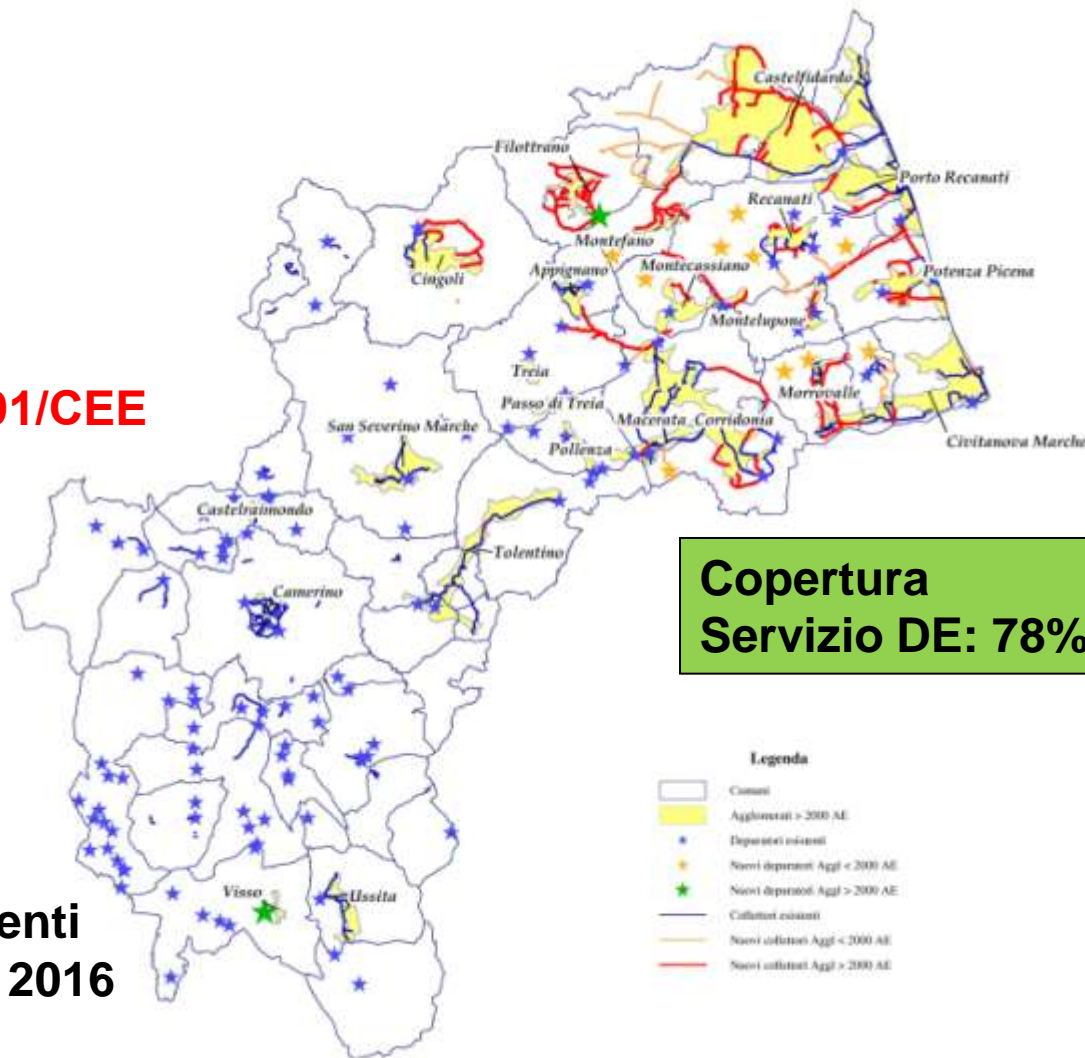 Castelfidardo
Filottrano
Porto Recanati
Recanati
Montefano
Appignano
Montecassiano
Cingoli
Potenza Picena
Montelupone
01/CEE
Treia
Passo di Treia
Morrovalle
San Severino Marche
Macerata Corridonia
Civitanova Marche
Pollenza
Castelraimondo
Tolentino
Copertura
Servizio DE: 78%
Camerino
Legenda
Comuni
Agglomerati > 2000 AE
Depuratori esistenti
Nuovi depuratori Aggl < 2000 AE
Nuovi depuratori Aggl > 2000 AE
Collettori esistenti
Nuovi collettori Aggl < 2000 AE
Nuovi collettori Aggl > 2000 AE
Visso
Ussita
enti
2016